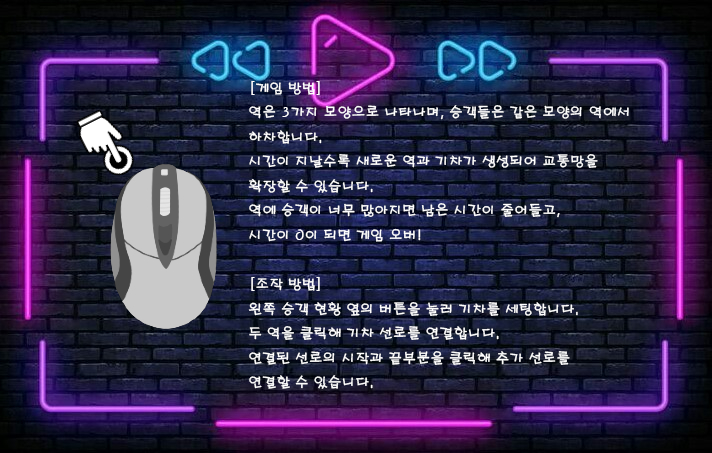 [게임 방법]
역은 3가지 모양으로 나타나며, 승객들은 같은 모양의 역에서
하차합니다.
시간이 지날수록 새로운 역과 기차가 생성되어 교통망을
확장할 수 있습니다.
역에 승객이 너무 많아지면 남은 시간이 줄어들고,
시간이 0이 되면 게임 오버!
[조작 방법]
왼쪽 승객 현황 옆의 버튼을 눌러 기차를 세팅합니다.
두 역을 클릭해 기차 선로를 연결합니다.
연결된 선로의 시작과 끝부분을 클릭해 추가 선로를
연결할 수 있습니다.